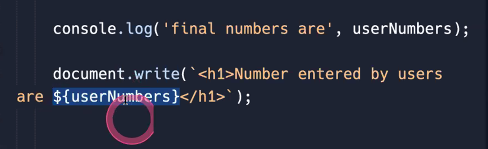 console.log('final numbers are', userNumbers);
document.write(`<h1>Number entered by users
are ${userNumbers}</h1>`);